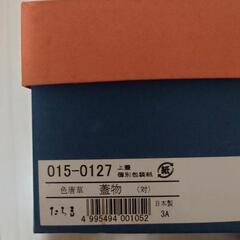 015-0127 上蓋 紙
個別包装紙
色唐草 蓋物 (対) 日本製
たち吉 3A
4 995494 001052